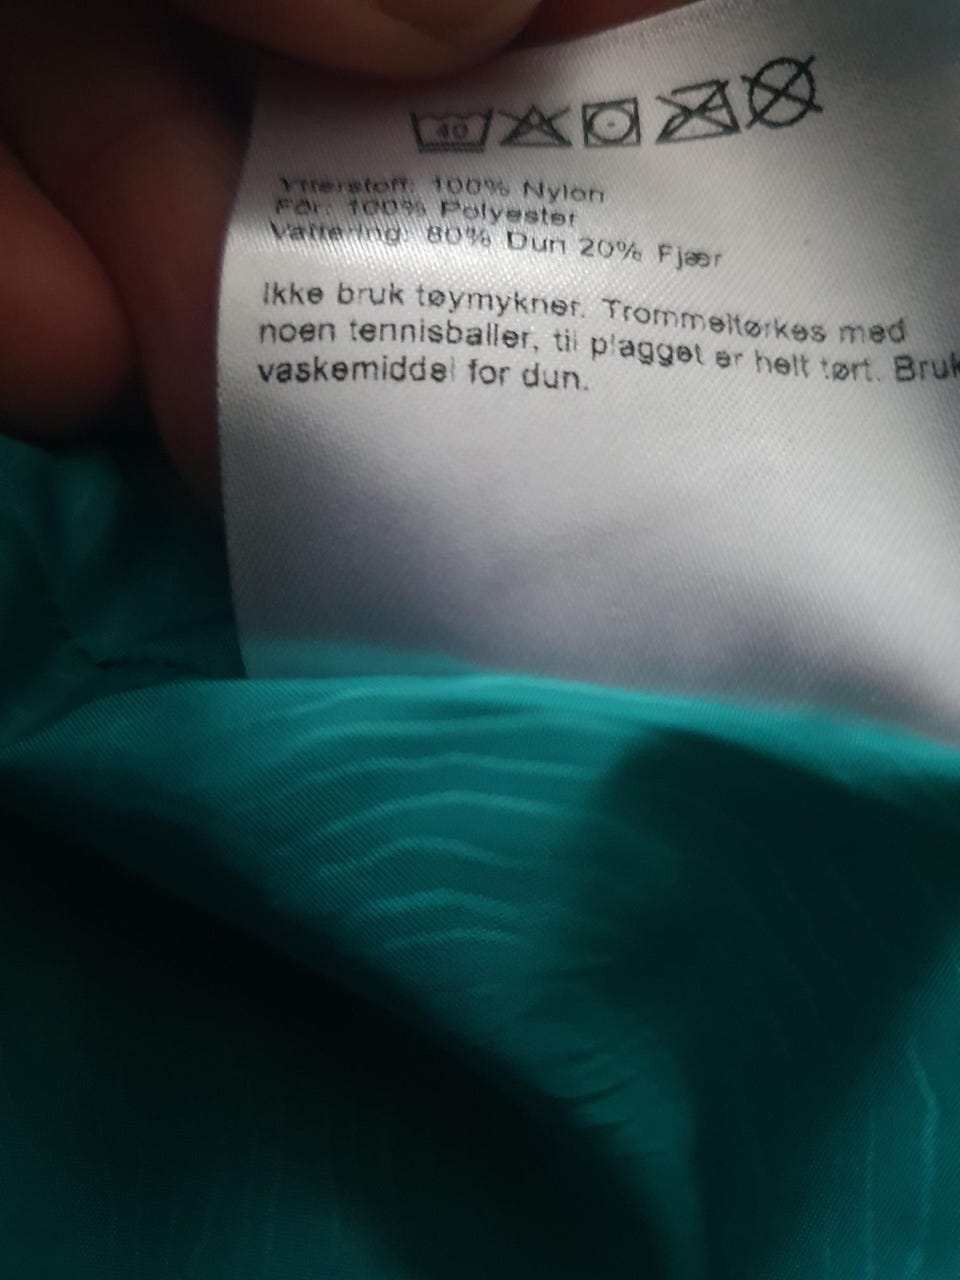 40
Ytterstoff: 100% Nylon
Fôr: 100% Polyester
Vattering: 80% Dun 20% Fjær
Ikke bruk tøymykner. Trommeltørkes med
noen tennisballer, til plagget er helt tørt. Bruk
vaskemiddel for dun.